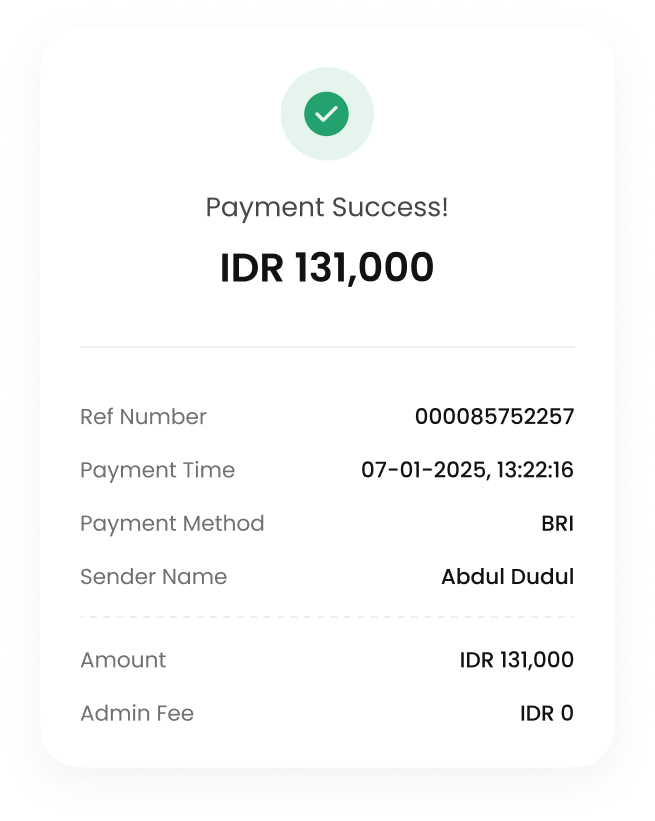 Payment Success!
IDR 131,000
Ref Number 000085752257
Payment Time 07-01-2025, 13:22:16
Payment Method BRI
Sender Name Abdul Dudul
Amount IDR 131,000
Admin Fee IDR 0